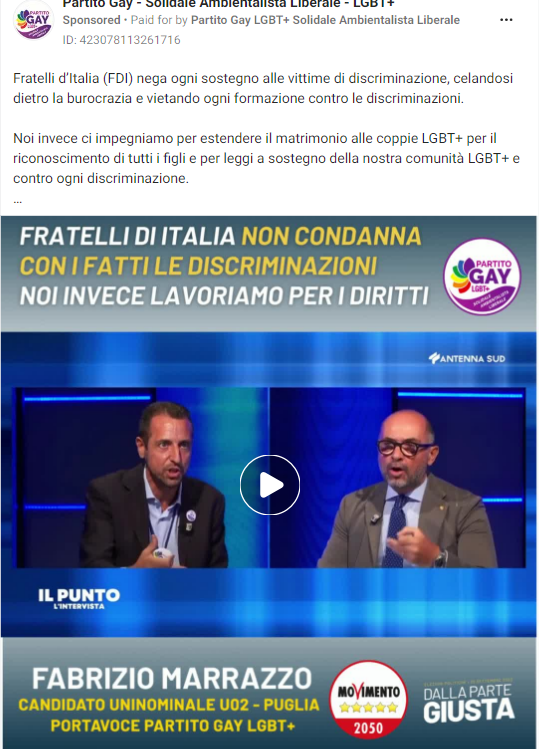 Partito Gay - Solidale Ambientalista Liberale - LGBT+
Sponsored • Paid for by Partito Gay LGBT+ Solidale Ambientalista Liberale
ID: 423078113261716
Fratelli d’Italia (FDI) nega ogni sostegno alle vittime di discriminazione, celandosi
dietro la burocrazia e vietando ogni formazione contro le discriminazioni.
Noi invece ci impegniamo per estendere il matrimonio alle coppie LGBT+ per il
riconoscimento di tutti i figli e per leggi a sostegno della nostra comunità LGBT+ e
contro ogni discriminazione.
...
FRATELLI DI ITALIA NON CONDANNA
CON I FATTI LE DISCRIMINAZIONI
NOI INVECE LAVORIAMO PER I DIRITTI
PARTITO
GAY
LGBT+
SOLIDALE
AMBIENTALISTA
LIBERALE
ANTENNA SUD
IL PUNTO
L'INTERVISTA
FABRIZIO MARRAZZO
CANDIDATO UNINOMINALE U02 - PUGLIA
PORTAVOCE PARTITO GAY LGBT+
MOVIMENTO
2050
DALLA PARTE
GIUSTA